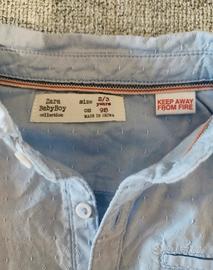 Zara
BabyBoy
collection
size 2/3
years
cm 98
MADE IN CHINA
KEEP AWAY
FROM FIRE